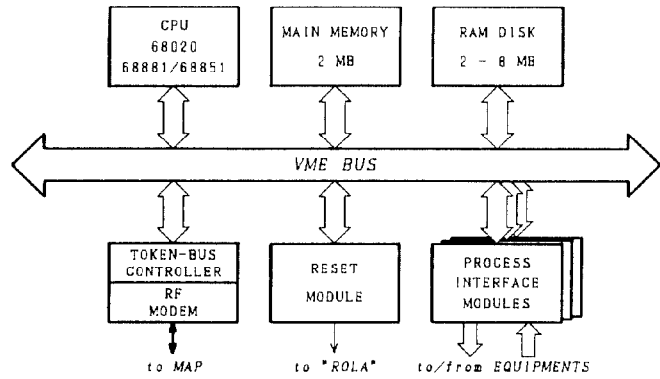 CPU
68020
68881/68851
MAIN MEMORY
2 MB
RAM DISK
2 - 8 MB
VME BUS
TOKEN-BUS
CONTROLLER
RF
MODEM
RESET
MODULE
PROCESS
INTERFACE
MODULES
to MAP
to "ROLA"
to/from EQUIPMENTS